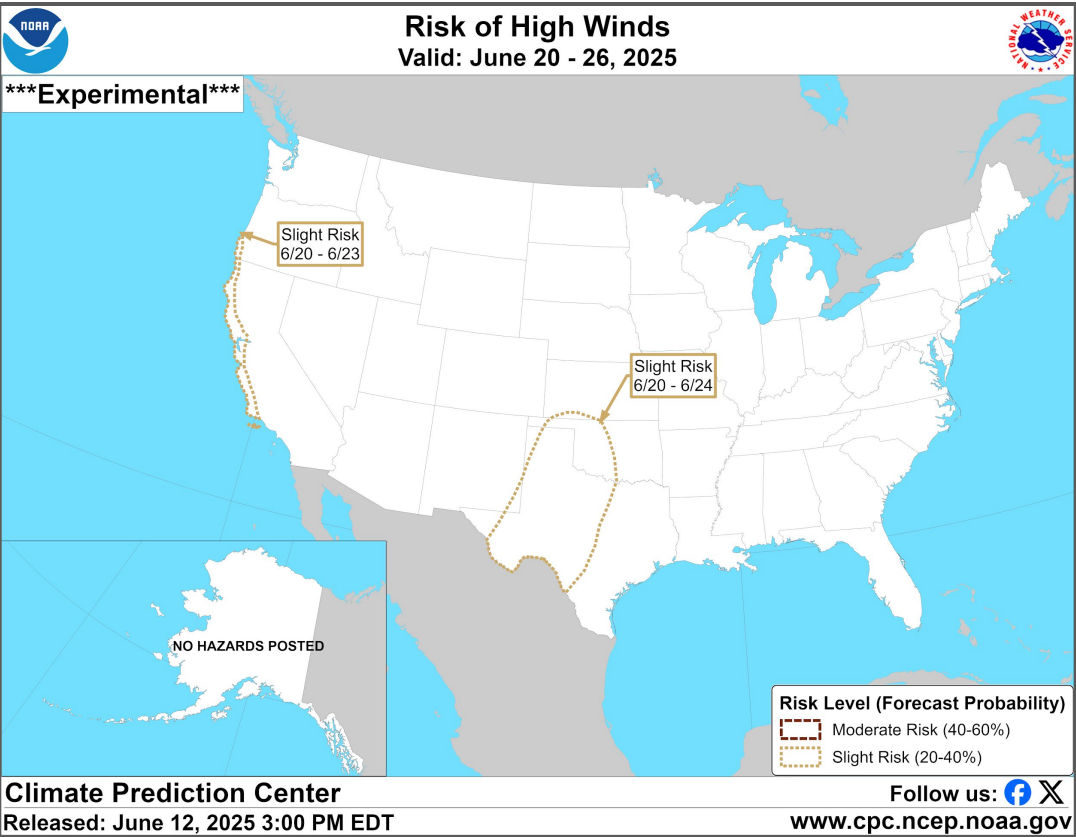 NOAA
Risk of High Winds
Valid: June 20 - 26, 2025
NATIONAL WEATHER SERVICE
***Experimental***
Slight Risk
6/20 - 6/23
Slight Risk
6/20 - 6/24
NO HAZARDS POSTED
Risk Level (Forecast Probability)
Moderate Risk (40-60%)
Slight Risk (20-40%)
Climate Prediction Center
Follow us:
Released: June 12, 2025 3:00 PM EDT
www.cpc.ncep.noaa.gov